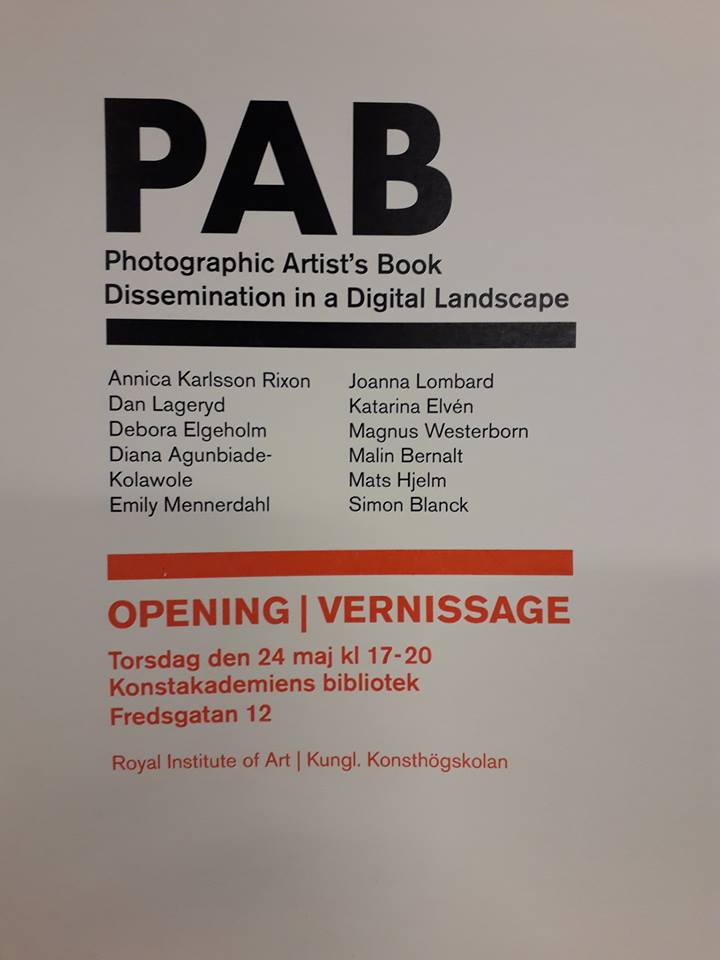 PAB
Photographic Artist's Book
Dissemination in a Digital Landscape
Annica Karlsson Rixon
Dan Lageryd
Debora Elgeholm
Diana Agunbiade-
Kolawole
Emily Mennerdahl
Joanna Lombard
Katarina Elvén
Magnus Westerborn
Malin Bernalt
Mats Hjelm
Simon Blanck
OPENING | VERNISSAGE
Torsdag den 24 maj kl 17-20
Konstakademiens bibliotek
Fredsgatan 12
Royal Institute of Art | Kungl. Konsthögskolan